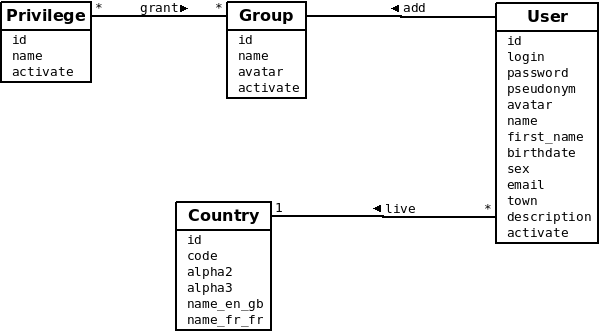 Privilege
id
name
activate
* grant► *
Group
id
name
avatar
activate
◄ add
User
id
login
password
pseudonym
avatar
name
first_name
birthdate
sex
email
town
description
activate
1 ◄ live *
Country
id
code
alpha2
alpha3
name_en_gb
name_fr_fr